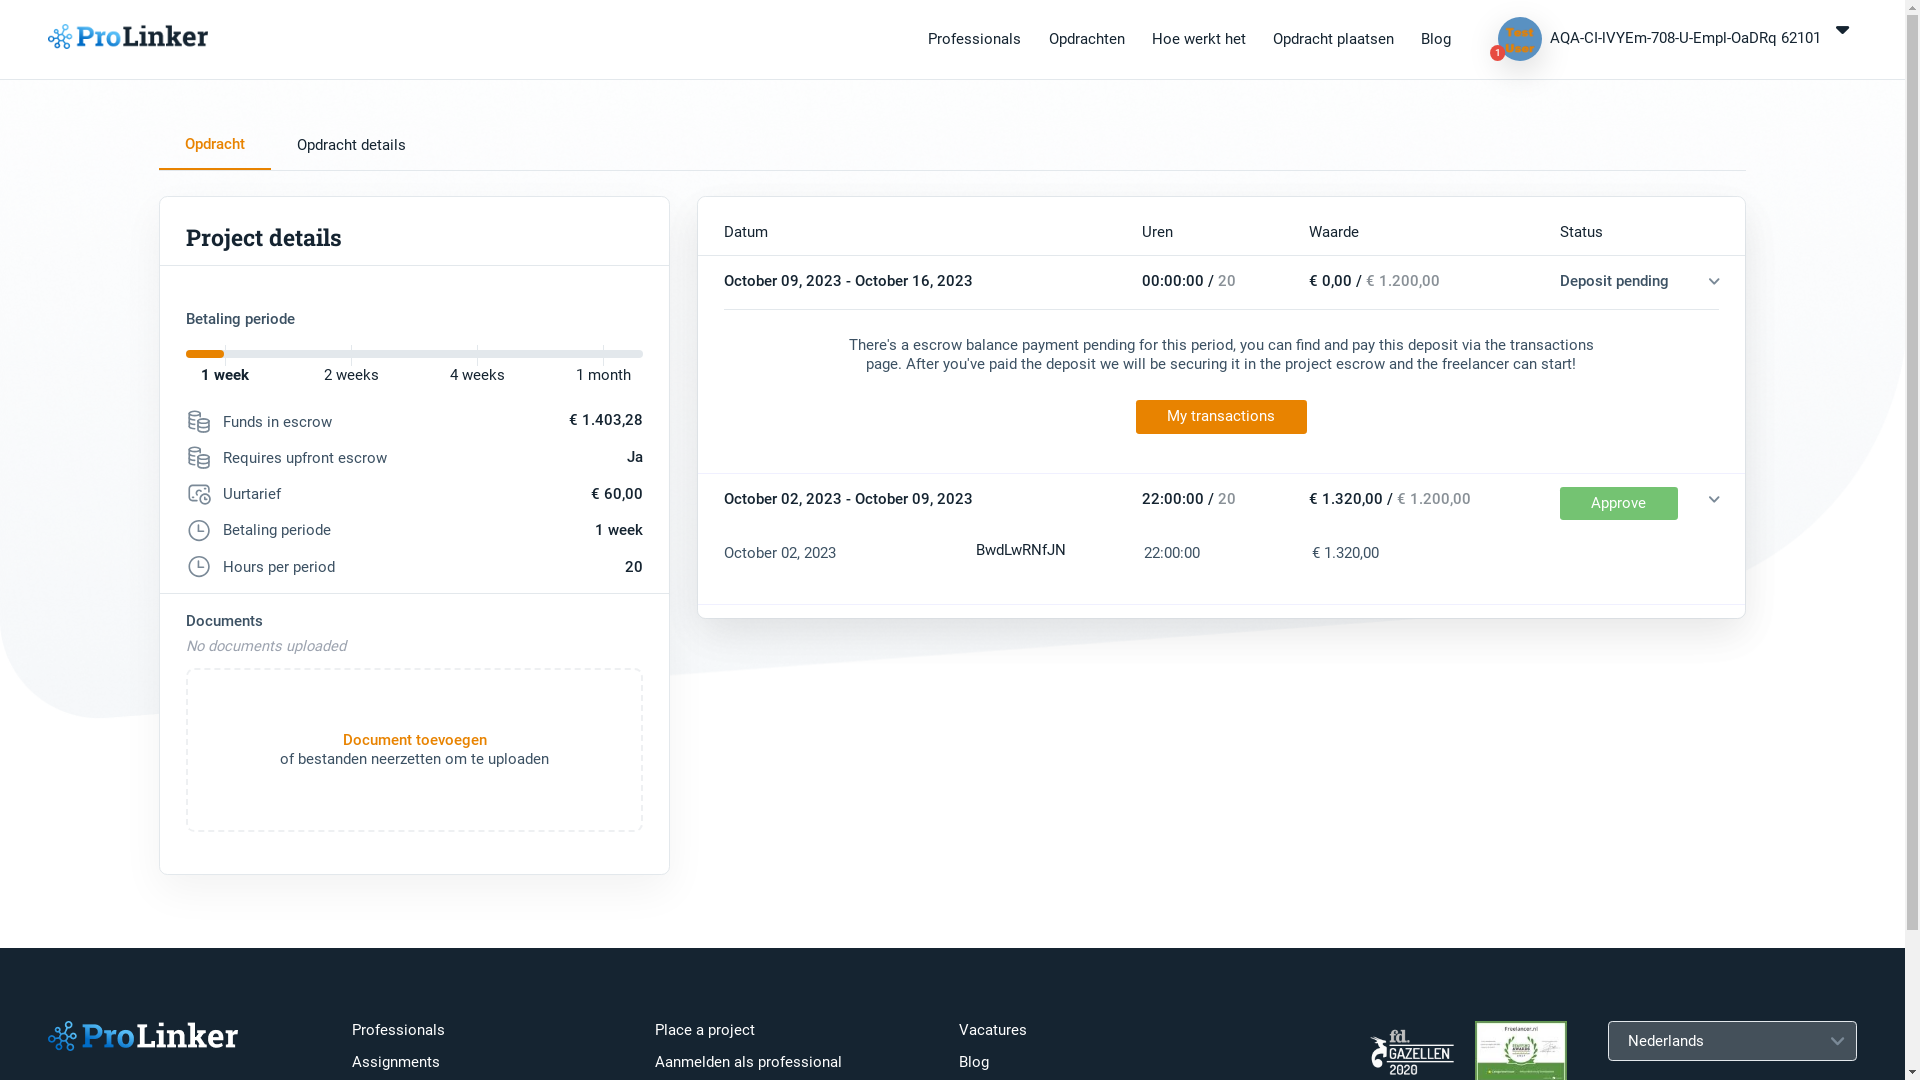 ProLinker
Professionals
Opdrachten
Hoe werkt het
Opdracht plaatsen
Blog
Test
User
1
AQA-CI-lVYEm-708-U-Empl-OaDRq 62101
Opdracht
Opdracht details
Project details
Betaling periode
1 week
2 weeks
4 weeks
1 month
Funds in escrow
€ 1.403,28
Requires upfront escrow
Ja
Uurtarief
€ 60,00
Betaling periode
1 week
Hours per period
20
Documents
No documents uploaded
Document toevoegen
of bestanden neerzetten om te uploaden
Datum
Uren
Waarde
Status
October 09, 2023 - October 16, 2023
00:00:00 / 20
€ 0,00 / € 1.200,00
Deposit pending
There's a escrow balance payment pending for this period, you can find and pay this deposit via the transactions
page. After you've paid the deposit we will be securing it in the project escrow and the freelancer can start!
My transactions
October 02, 2023 - October 09, 2023
22:00:00 / 20
€ 1.320,00 / € 1.200,00
Approve
October 02, 2023
BwdLwRNfJN
22:00:00
€ 1.320,00
ProLinker
Professionals
Assignments
Place a project
Aanmelden als professional
Vacatures
Blog
fd.
GAZELLEN
2020
Freelancer.nl
Nederlands